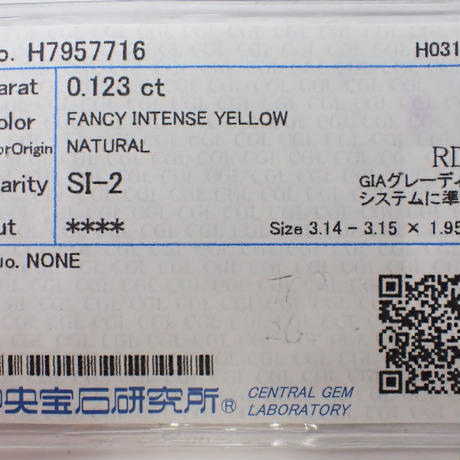 o. H7957716 H031
arat 0.123 ct
olor FANCY INTENSE YELLOW
orOrigin NATURAL RD
arity SI-2 GIAグレーディ
システムに準
ut **** Size 3.14 - 3.15 × 1.95
uo. NONE
央宝石研究所® CENTRAL GEM
LABORATORY